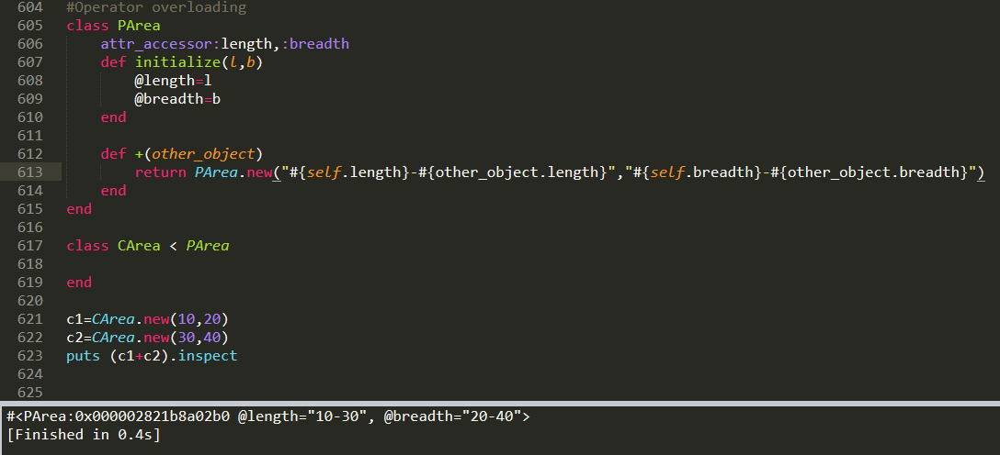 604 #Operator overloading
605 class PArea
606     attr_accessor:length,:breadth
607     def initialize(l,b)
608         @length=l
609         @breadth=b
610     end
611
612     def +(other_object)
613         return PArea.new("#{self.length}-#{other_object.length}","#{self.breadth}-#{other_object.breadth}")
614     end
615 end
616
617 class CArea < PArea
618
619 end
620
621 c1=CArea.new(10,20)
622 c2=CArea.new(30,40)
623 puts (c1+c2).inspect
624
625
#<PArea:0x000002821b8a02b0 @length="10-30", @breadth="20-40">
[Finished in 0.4s]